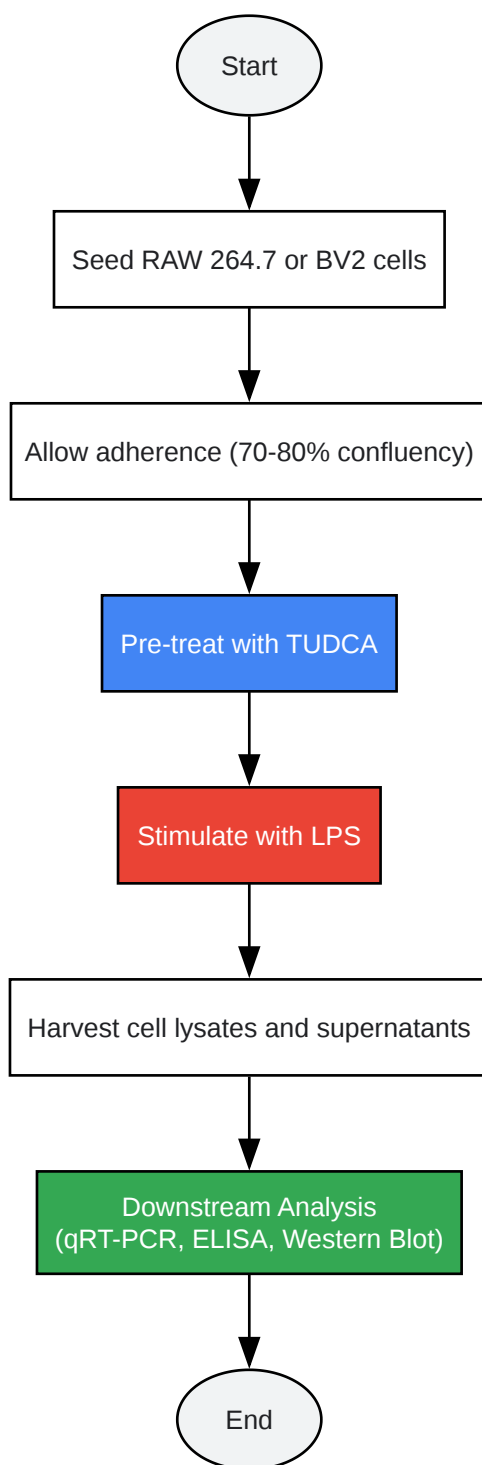 Start
Seed RAW 264.7 or BV2 cells
Allow adherence (70-80% confluency)
Pre-treat with TUDCA
Stimulate with LPS
Harvest cell lysates and supernatants
Downstream Analysis
(qRT-PCR, ELISA, Western Blot)
End